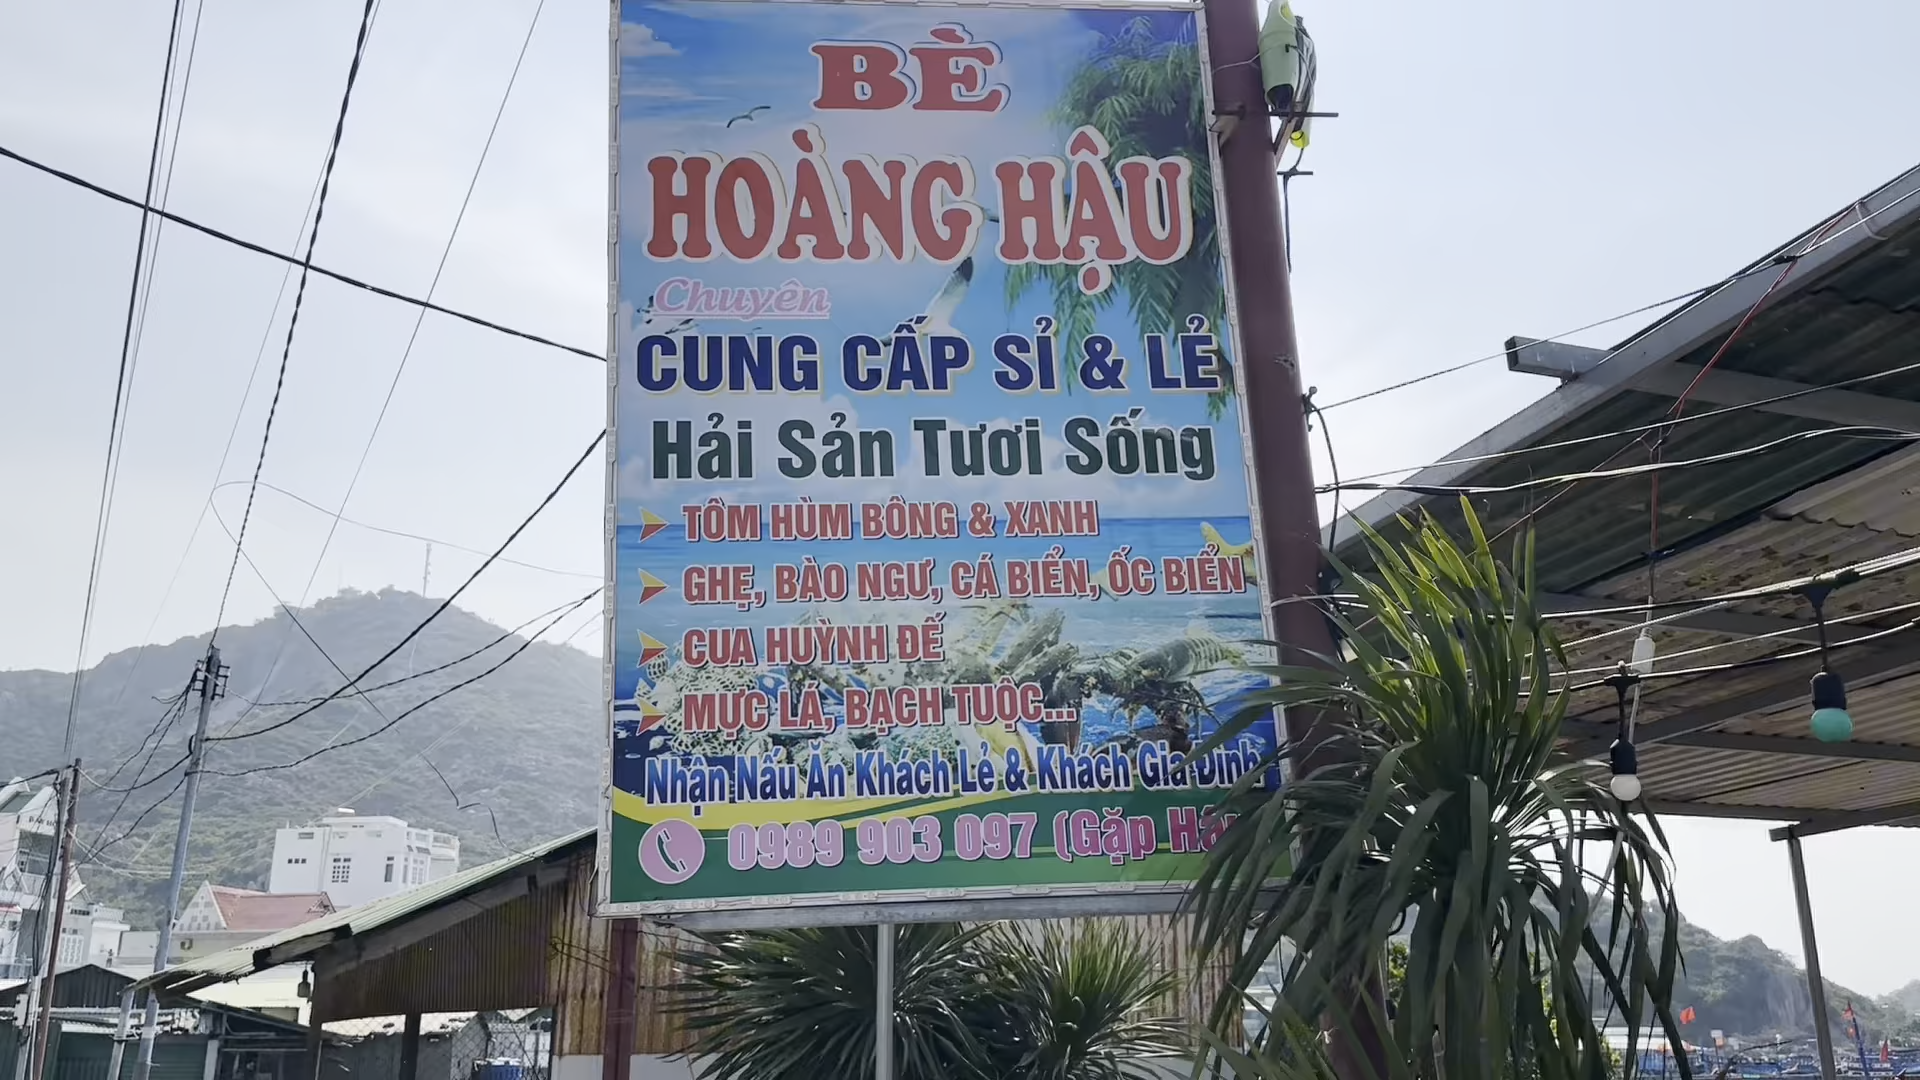 BÈ
HOÀNG HẬU
Chuyên
CUNG CẤP SỈ & LẺ
Hải Sản Tươi Sống
TÔM HÙM BÔNG & XANH
GHẸ, BÀO NGƯ, CÁ BIỂN, ỐC BIỂN
CUA HUỲNH ĐẾ
MỰC LÁ, BẠCH TUỘC...
Nhận Nấu Ăn Khách Lẻ & Khách Gia Đình
0989 903 097 (Gặp